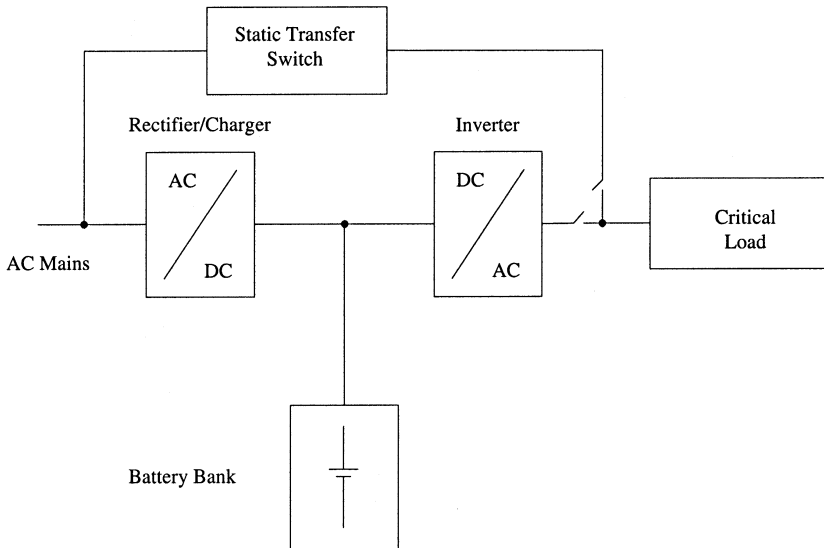 Static Transfer
Switch
Rectifier/Charger
Inverter
AC
DC
DC
AC
AC Mains
Critical
Load
Battery Bank